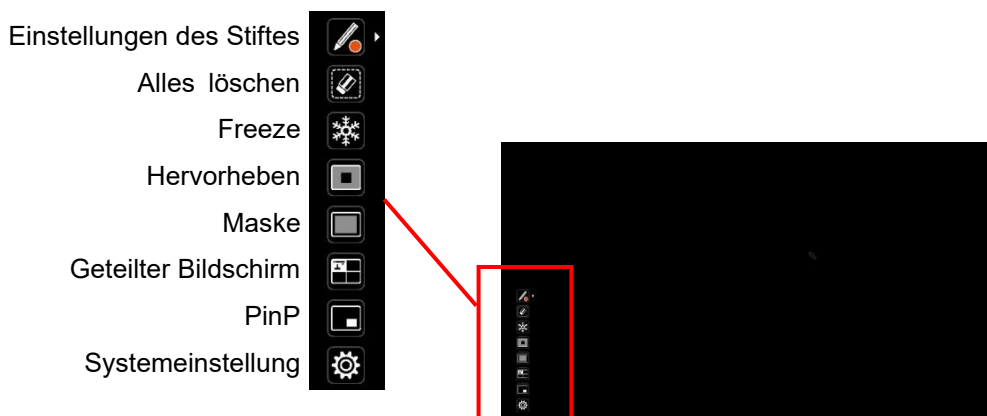 Einstellungen des Stiftes
Alles löschen
Freeze
Hervorheben
Maske
Geteilter Bildschirm
PinP
Systemeinstellung